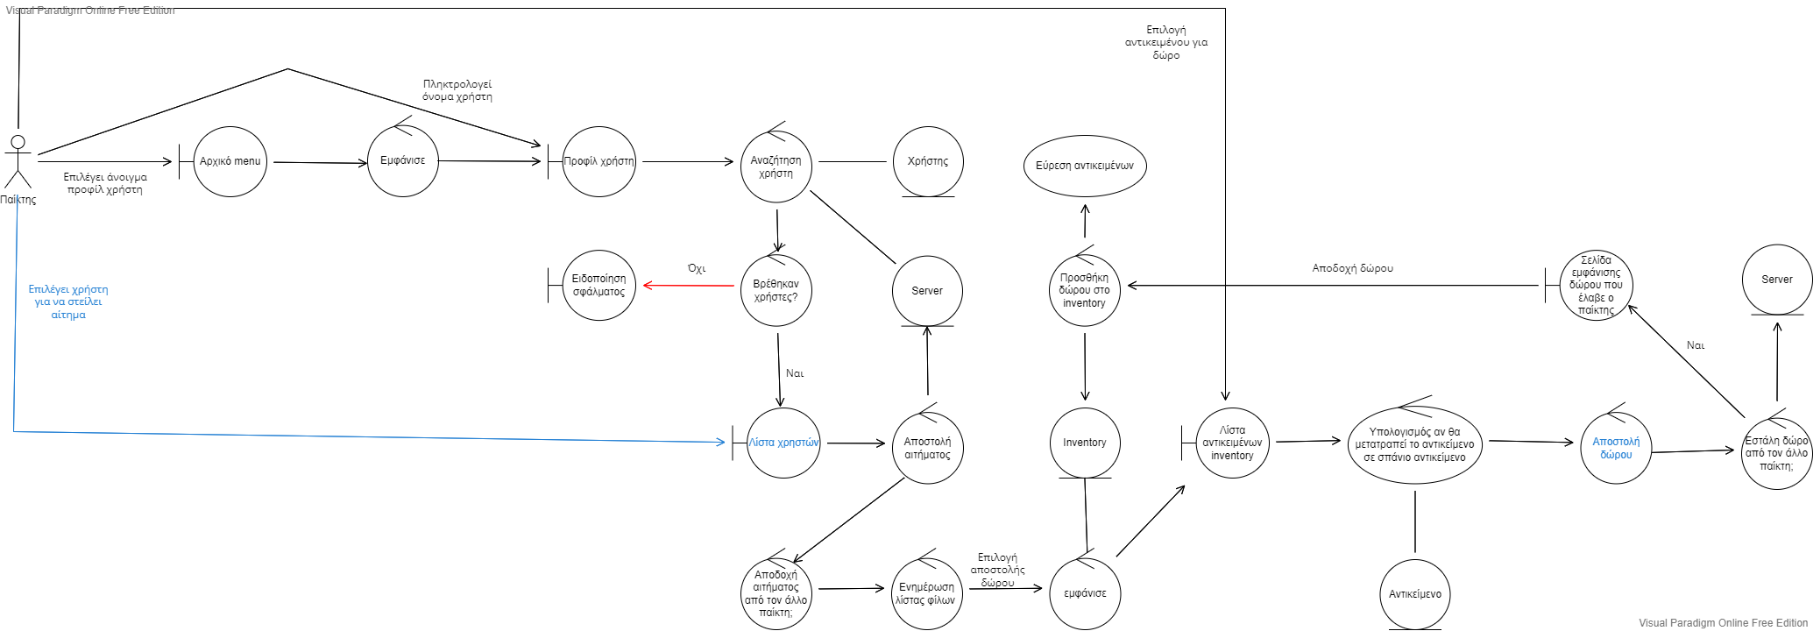 Visual Paradigm Online Free Edition
Επιλογή
αντικειμένου για
δώρο
Πληκτρολογεί
όνομα χρήστη
Αρχικό menu
Εμφάνισε
Προφίλ χρήστη
Αναζήτηση
χρήστη
Χρήστης
Εύρεση αντικειμένων
Επιλέγει άνοιγμα
προφίλ χρήστη
Παίκτης
Επιλέγει χρήστη
για να στείλει
αίτημα
Ειδοποίηση
σφάλματος
Όχι
Βρέθηκαν
χρήστες?
Server
Προσθήκη
δώρου στο
inventory
Αποδοχή δώρου
Σελίδα
εμφάνισης
δώρου που
έλαβε ο
παίκτης
Server
Ναι
Ναι
Λίστα χρηστών
Αποστολή
αιτήματος
Inventory
Λίστα
αντικειμένων
inventory
Υπολογισμός αν θα
μετατραπεί το αντικείμενο
σε σπάνιο αντικείμενο
Αποστολή
δώρου
Εστάλη δώρο
από τον άλλο
παίκτη;
Αποδοχή
αιτήματος
από τον άλλο
παίκτη;
Ενημέρωση
λίστας φίλων
Επιλογή
αποστολής
δώρου
εμφάνισε
Αντικείμενο
Visual Paradigm Online Free Edition